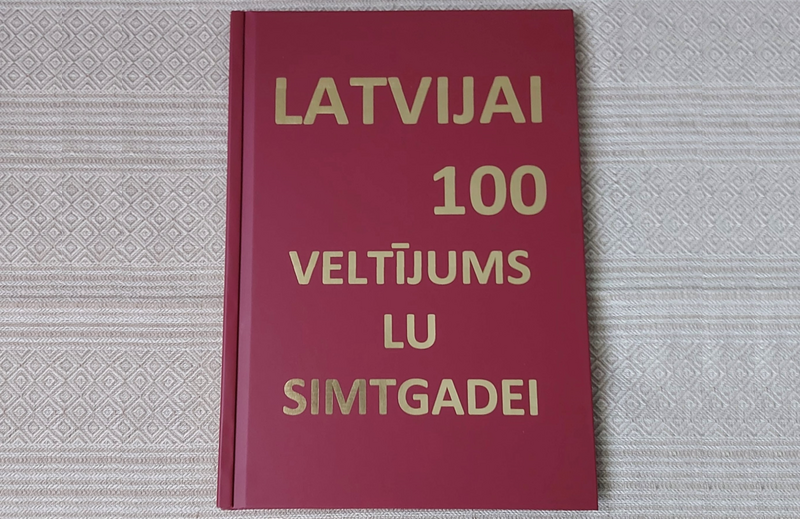 LATVIJAI
100
VELTĪJUMS
LU
SIMTGADEI